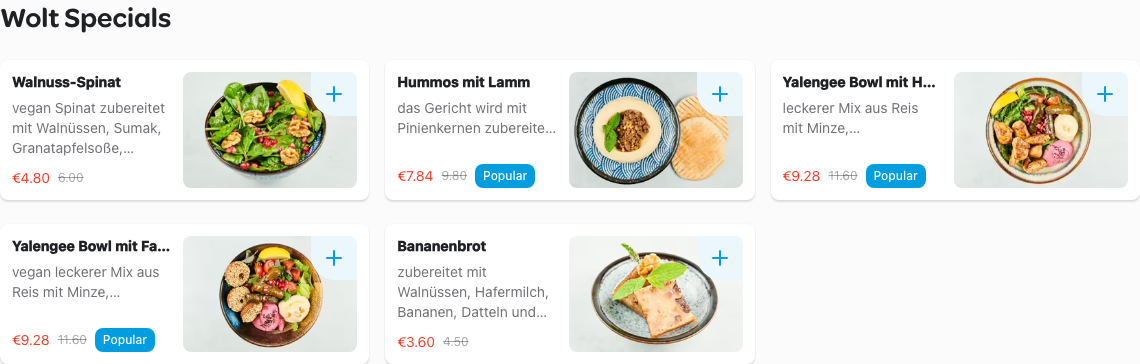 Wolt Specials
Walnuss-Spinat
vegan Spinat zubereitet
mit Walnüssen, Sumak,
Granatapfelsoße,...
€4.80 6.00
Hummos mit Lamm
das Gericht wird mit
Pinienkernen zubereite...
€7.84 9.80 Popular
Yalengee Bowl mit H...
leckerer Mix aus Reis
mit Minze,...
€9.28 11.60 Popular
Yalengee Bowl mit Fa...
vegan leckerer Mix aus
Reis mit Minze,...
€9.28 11.60 Popular
Bananenbrot
zubereitet mit
Walnüssen, Hafermilch,
Bananen, Datteln und...
€3.60 4.50